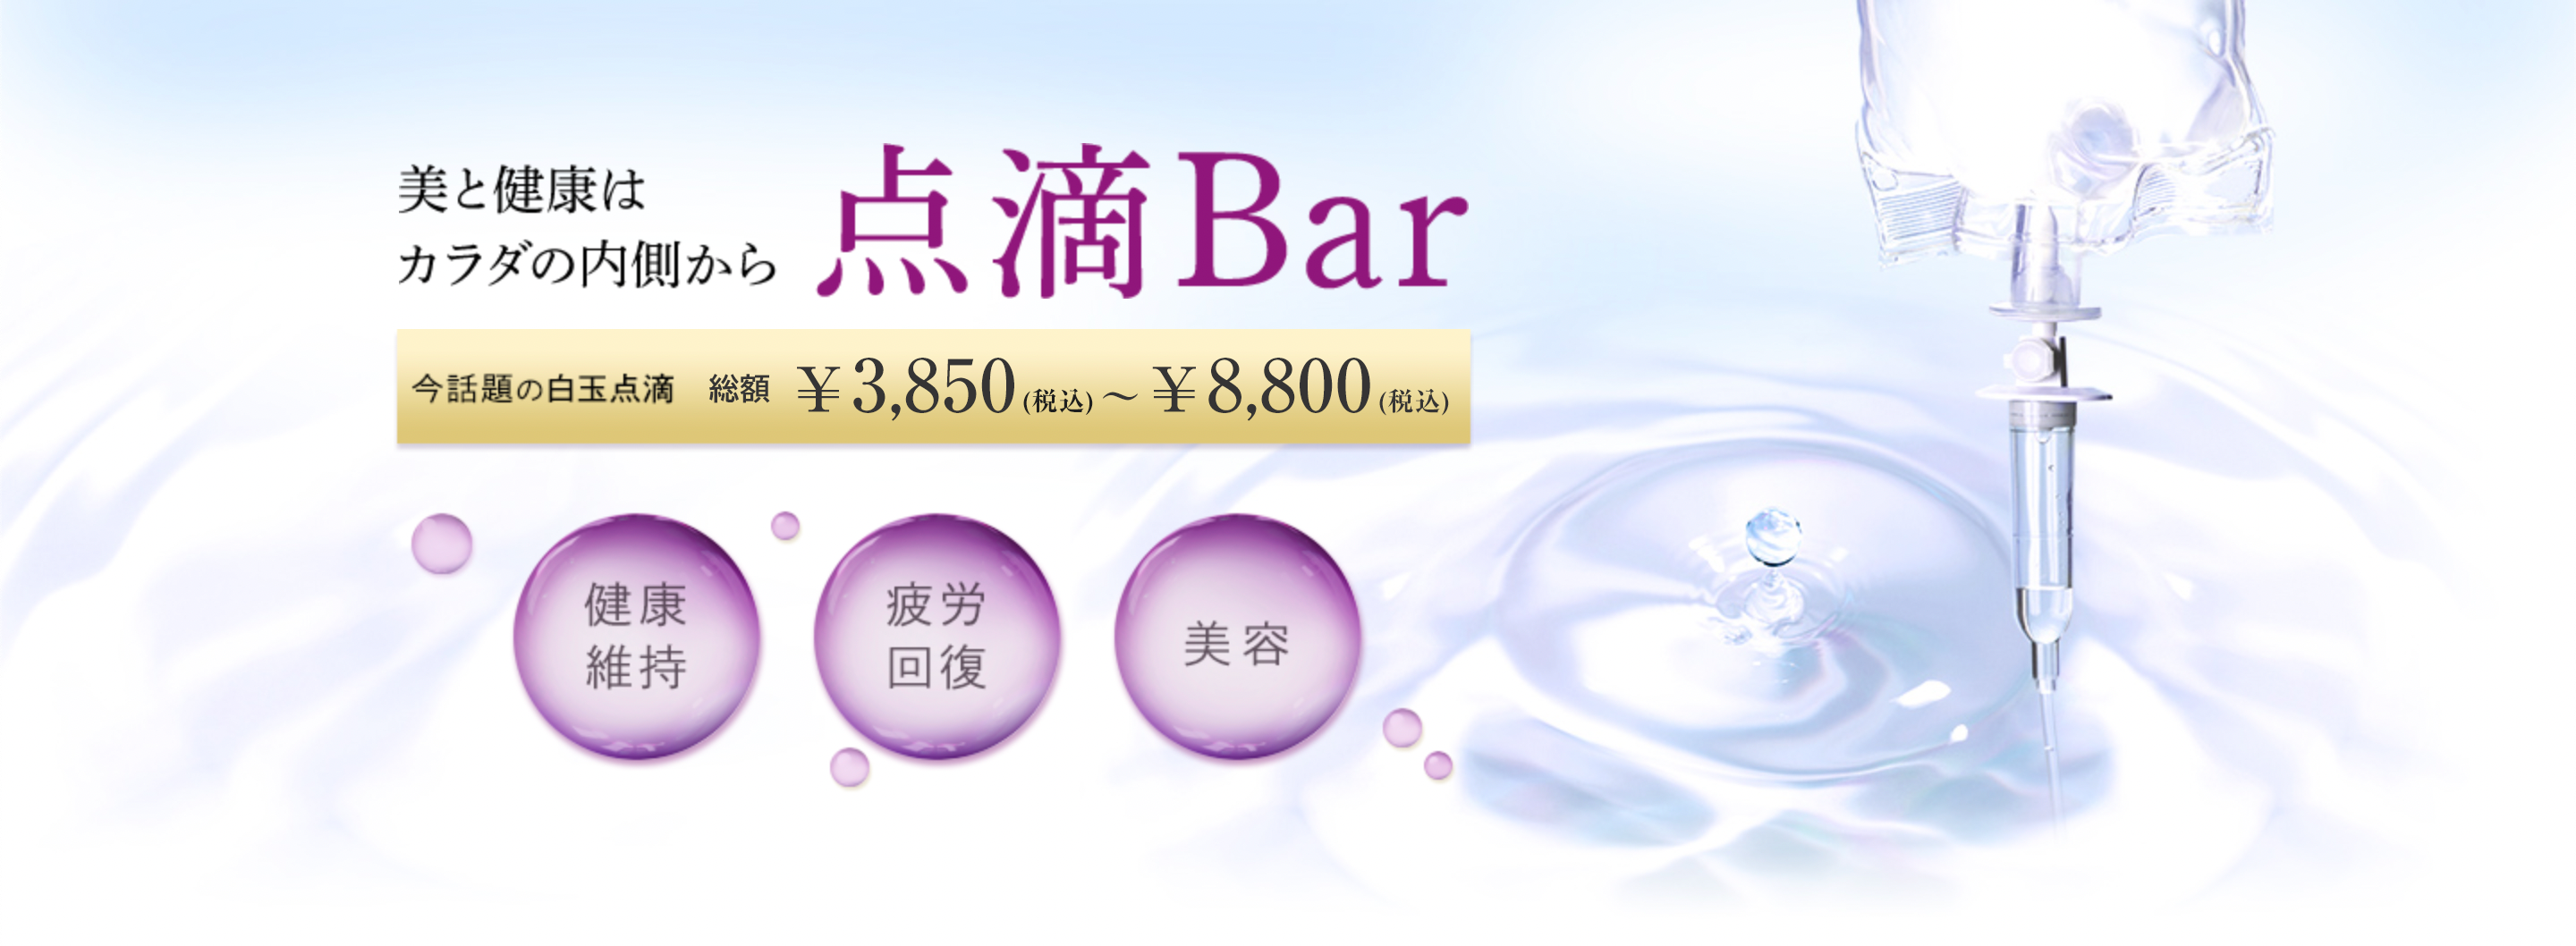 美と健康は
カラダの内側から
点滴Bar
今話題の白玉点滴 総額 ￥3,850(税込)～￥8,800(税込)
健康
維持
疲労
回復
美容